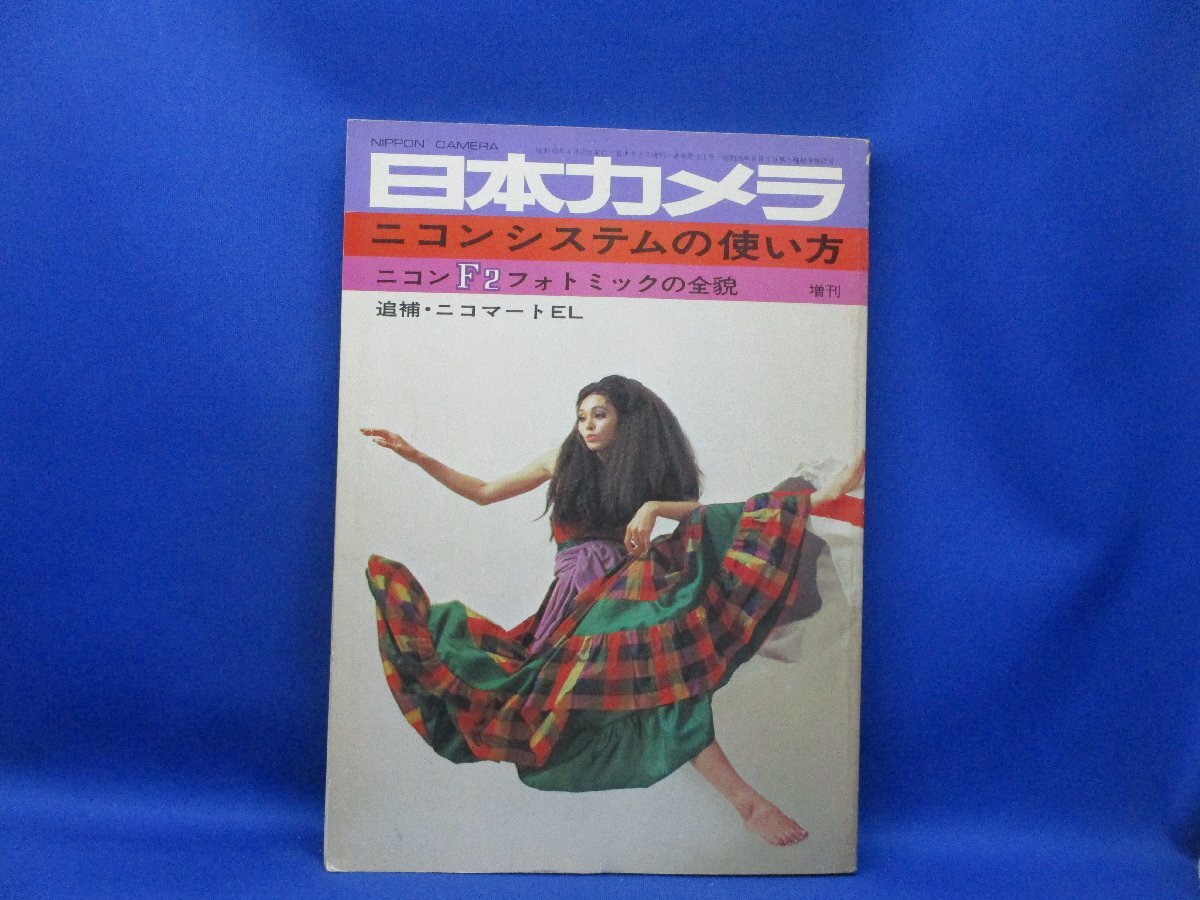 NIPPON CAMERA
日本カメラ
ニコンシステムの使い方
ニコンF2フォトミックの全貌 増刊
追補・ニコマートEL